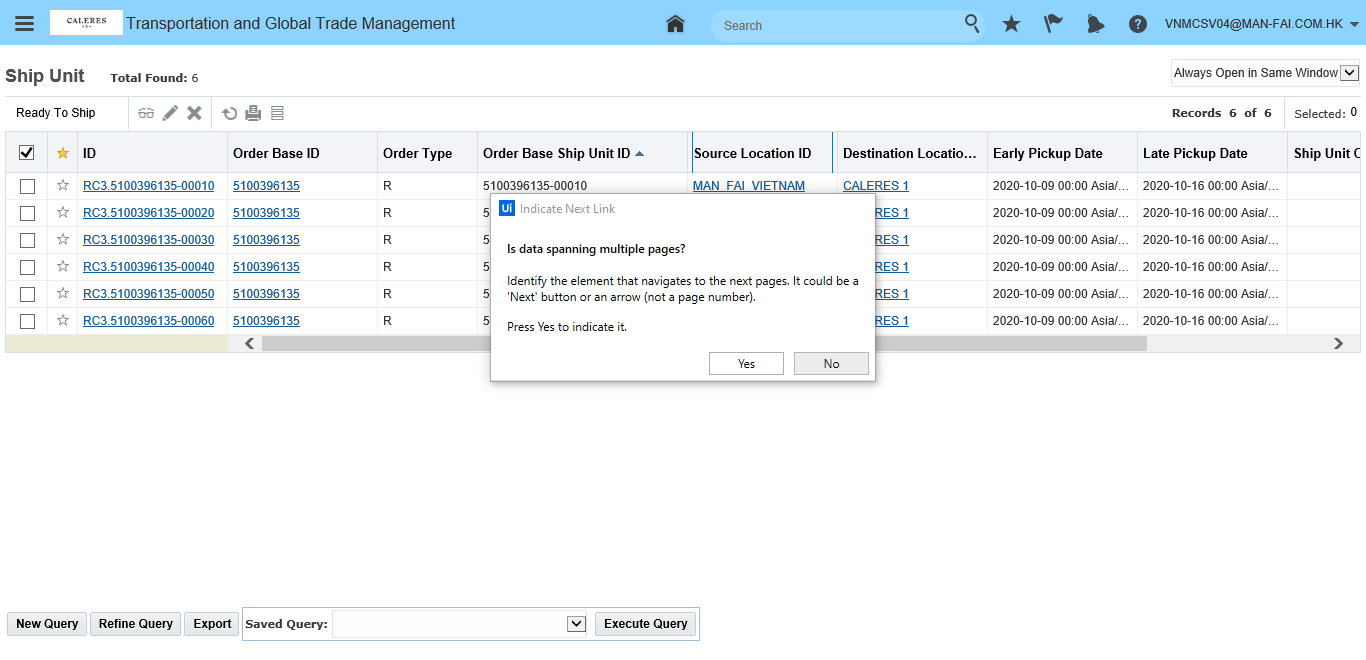 CALERES
Transportation and Global Trade Management
Search
VNMCSV04@MAN-FAI.COM.HK
Ship Unit Total Found: 6
Always Open in Same Window
Ready To Ship
Records 6 of 6
Selected: 0
ID Order Base ID Order Type Order Base Ship Unit ID Source Location ID Destination Locatio... Early Pickup Date Late Pickup Date Ship Unit C
RC3.5100396135-00010 5100396135 R 5100396135-00010 MAN_FAI_VIETNAM CALERES 1 2020-10-09 00:00 Asia/... 2020-10-16 00:00 Asia/...
RC3.5100396135-00020 5100396135 R 5 RES 1 2020-10-09 00:00 Asia/... 2020-10-16 00:00 Asia/...
RC3.5100396135-00030 5100396135 R 5 RES 1 2020-10-09 00:00 Asia/... 2020-10-16 00:00 Asia/...
RC3.5100396135-00040 5100396135 R 5 RES 1 2020-10-09 00:00 Asia/... 2020-10-16 00:00 Asia/...
RC3.5100396135-00050 5100396135 R 5 RES 1 2020-10-09 00:00 Asia/... 2020-10-16 00:00 Asia/...
RC3.5100396135-00060 5100396135 R 5 RES 1 2020-10-09 00:00 Asia/... 2020-10-16 00:00 Asia/...
Ui Indicate Next Link
Is data spanning multiple pages?
Identify the element that navigates to the next pages. It could be a
'Next' button or an arrow (not a page number).
Press Yes to indicate it.
Yes No
New Query Refine Query Export Saved Query: Execute Query